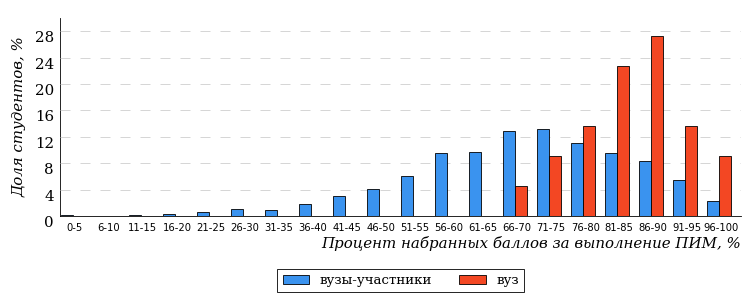 Доля студентов, %
28
24
20
16
12
8
4
0
0-5 6-10 11-15 16-20 21-25 26-30 31-35 36-40 41-45 46-50 51-55 56-60 61-65 66-70 71-75 76-80 81-85 86-90 91-95 96-100
Процент набранных баллов за выполнение ПИМ, %
вузы-участники вуз